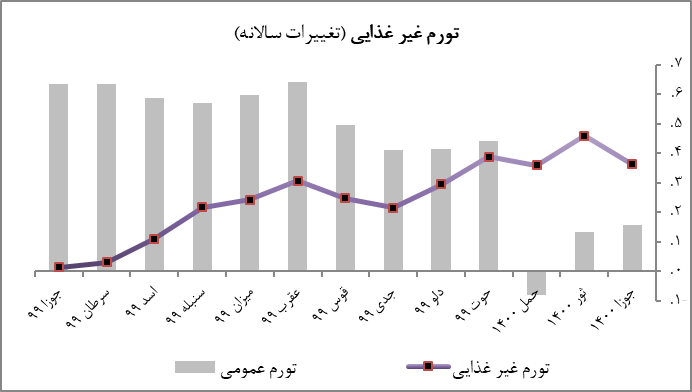 تورم غیر غذایی (تغییرات سالانه)
.۷
.۶
.۵
.۴
.۳
.۲
.۱
.۰
.۱
جوزا ۱۴۰۰
ثور ۱۴۰۰
حمل ۱۴۰۰
حوت ۹۹
دلو ۹۹
جدی ۹۹
قوس ۹۹
عقرب ۹۹
میزان ۹۹
سنبله ۹۹
اسد ۹۹
سرطان ۹۹
جوزا ۹۹
تورم غیر غذایی
تورم عمومی